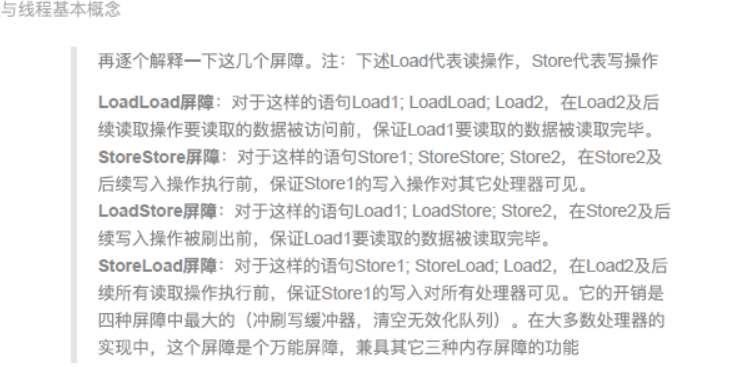 与线程基本概念
再逐个解释一下这几个屏障。注：下述Load代表读操作，Store代表写操作
LoadLoad屏障：对于这样的语句Load1; LoadLoad; Load2，在Load2及后
续读取操作要读取的数据被访问前，保证Load1要读取的数据被读取完毕。
StoreStore屏障：对于这样的语句Store1; StoreStore; Store2，在Store2及
后续写入操作执行前，保证Store1的写入操作对其它处理器可见。
LoadStore屏障：对于这样的语句Load1; LoadStore; Store2，在Store2及后
续写入操作被刷出前，保证Load1要读取的数据被读取完毕。
StoreLoad屏障：对于这样的语句Store1; StoreLoad; Load2，在Load2及后
续所有读取操作执行前，保证Store1的写入对所有处理器可见。它的开销是
四种屏障中最大的（冲刷写缓冲器，清空无效化队列）。在大多数处理器的
实现中，这个屏障是个万能屏障，兼具其它三种内存屏障的功能